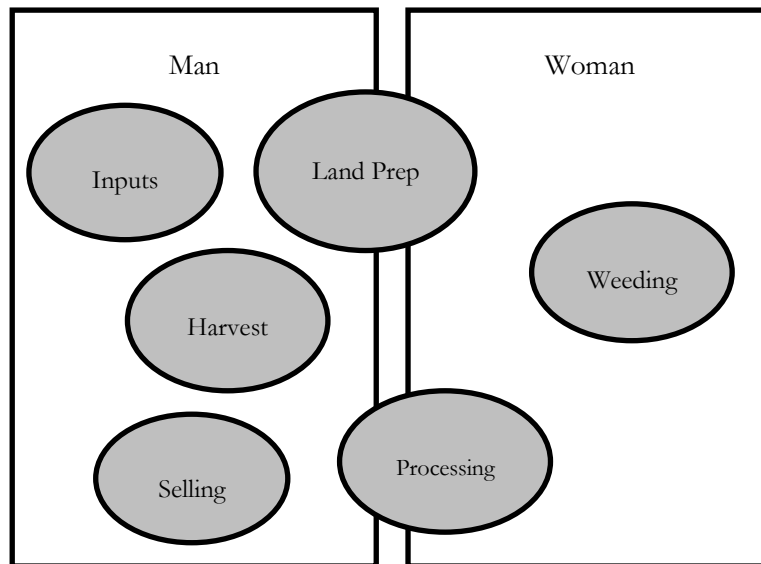 Man
Woman
Inputs
Land Prep
Weeding
Harvest
Selling
Processing